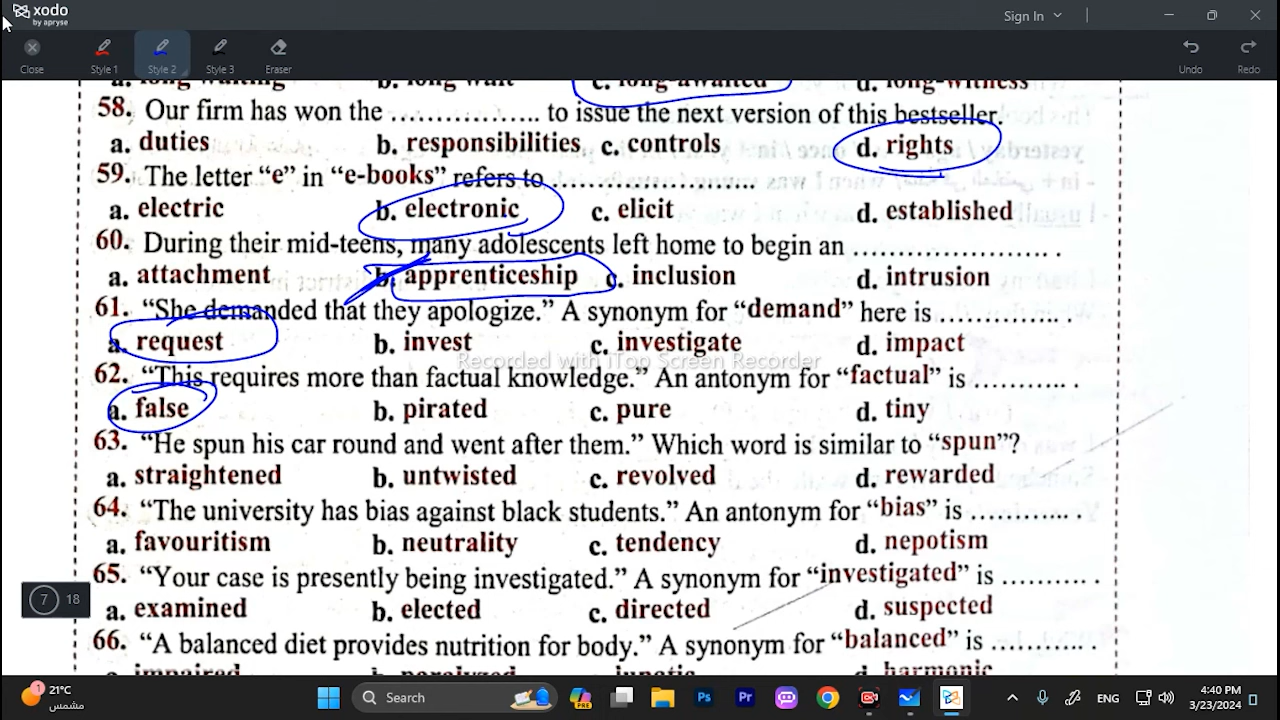 xodo
by apryse
Sign In
Close
Style 1
Style 2
Style 3
Eraser
Undo
Redo
b. long wait c. long-awaited d. long-witness
58. Our firm has won the ................ to issue the next version of this bestseller.
a. duties b. responsibilities c. controls d. rights
59. The letter “e” in “e-books” refers to ......................
a. electric b. electronic c. elicit d. established
60. During their mid-teens, many adolescents left home to begin an ..................... .
a. attachment b. apprenticeship c. inclusion d. intrusion
61. “She demanded that they apologize.” A synonym for “demand” here is .............. .
a. request b. invest c. investigate d. impact
Recorded with iTop Screen Recorder
62. “This requires more than factual knowledge.” An antonym for “factual” is ........... .
a. false b. pirated c. pure d. tiny
63. “He spun his car round and went after them.” Which word is similar to “spun”?
a. straightened b. untwisted c. revolved d. rewarded
64. “The university has bias against black students.” An antonym for “bias” is ........... .
a. favouritism b. neutrality c. tendency d. nepotism
65. “Your case is presently being investigated.” A synonym for “investigated” is .......... .
a. examined b. elected c. directed d. suspected
7 18
66. “A balanced diet provides nutrition for body.” A synonym for “balanced” is ........... .
a. impaired b. paralyzed d. harmonic
21°C
مشمس
Search
PRE
ENG
4:40 PM
3/23/2024